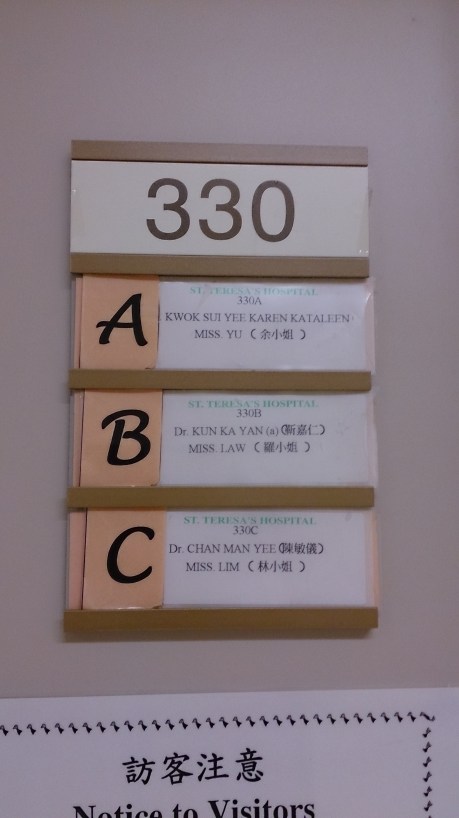 330
A
ST. TERESA'S HOSPITAL
330A
KWOK SUI YEE KAREN KATALEEN
MISS. YU ( 余小姐 )
B
ST. TERESA'S HOSPITAL
330B
Dr. KUN KA YAN (a) (靳嘉仁)
MISS. LAW ( 羅小姐 )
C
ST. TERESA'S HOSPITAL
330C
Dr. CHAN MAN YEE (陳敏儀)
MISS. LIM ( 林小姐 )
訪客注意
Notice to Visitors